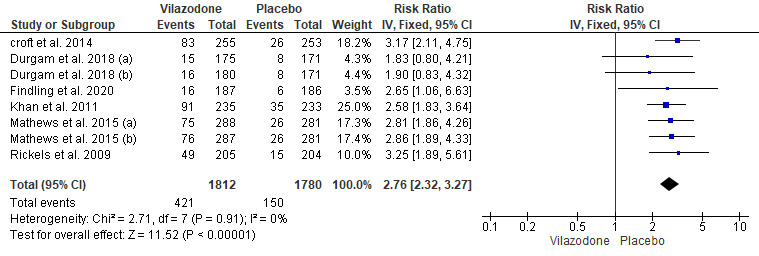 Vilazodone Placebo Risk Ratio Risk Ratio
Study or Subgroup Events Total Events Total Weight IV, Fixed, 95% CI IV, Fixed, 95% CI
croft et al. 2014 83 255 26 253 18.2% 3.17 [2.11, 4.75]
Durgam et al. 2018 (a) 15 175 8 171 4.3% 1.83 [0.80, 4.21]
Durgam et al. 2018 (b) 16 180 8 171 4.4% 1.90 [0.83, 4.32]
Findling et al. 2020 16 187 6 186 3.6% 2.65 [1.06, 6.63]
Khan et al. 2011 91 235 35 233 25.0% 2.58 [1.83, 3.64]
Mathews et al. 2015 (a) 75 288 26 281 17.3% 2.81 [1.86, 4.26]
Mathews et al. 2015 (b) 76 287 26 281 17.4% 2.86 [1.89, 4.33]
Rickels et al. 2009 49 205 15 204 10.0% 3.25 [1.89, 5.61]
Total (95% CI) 1812 1780 100.0% 2.76 [2.32, 3.27]
Total events 421 150
Heterogeneity: Chi² = 2.71, df = 7 (P = 0.91); I² = 0%
Test for overall effect: Z = 11.52 (P < 0.00001)
0.1 0.2 0.5 1 2 5 10
Vilazodone Placebo